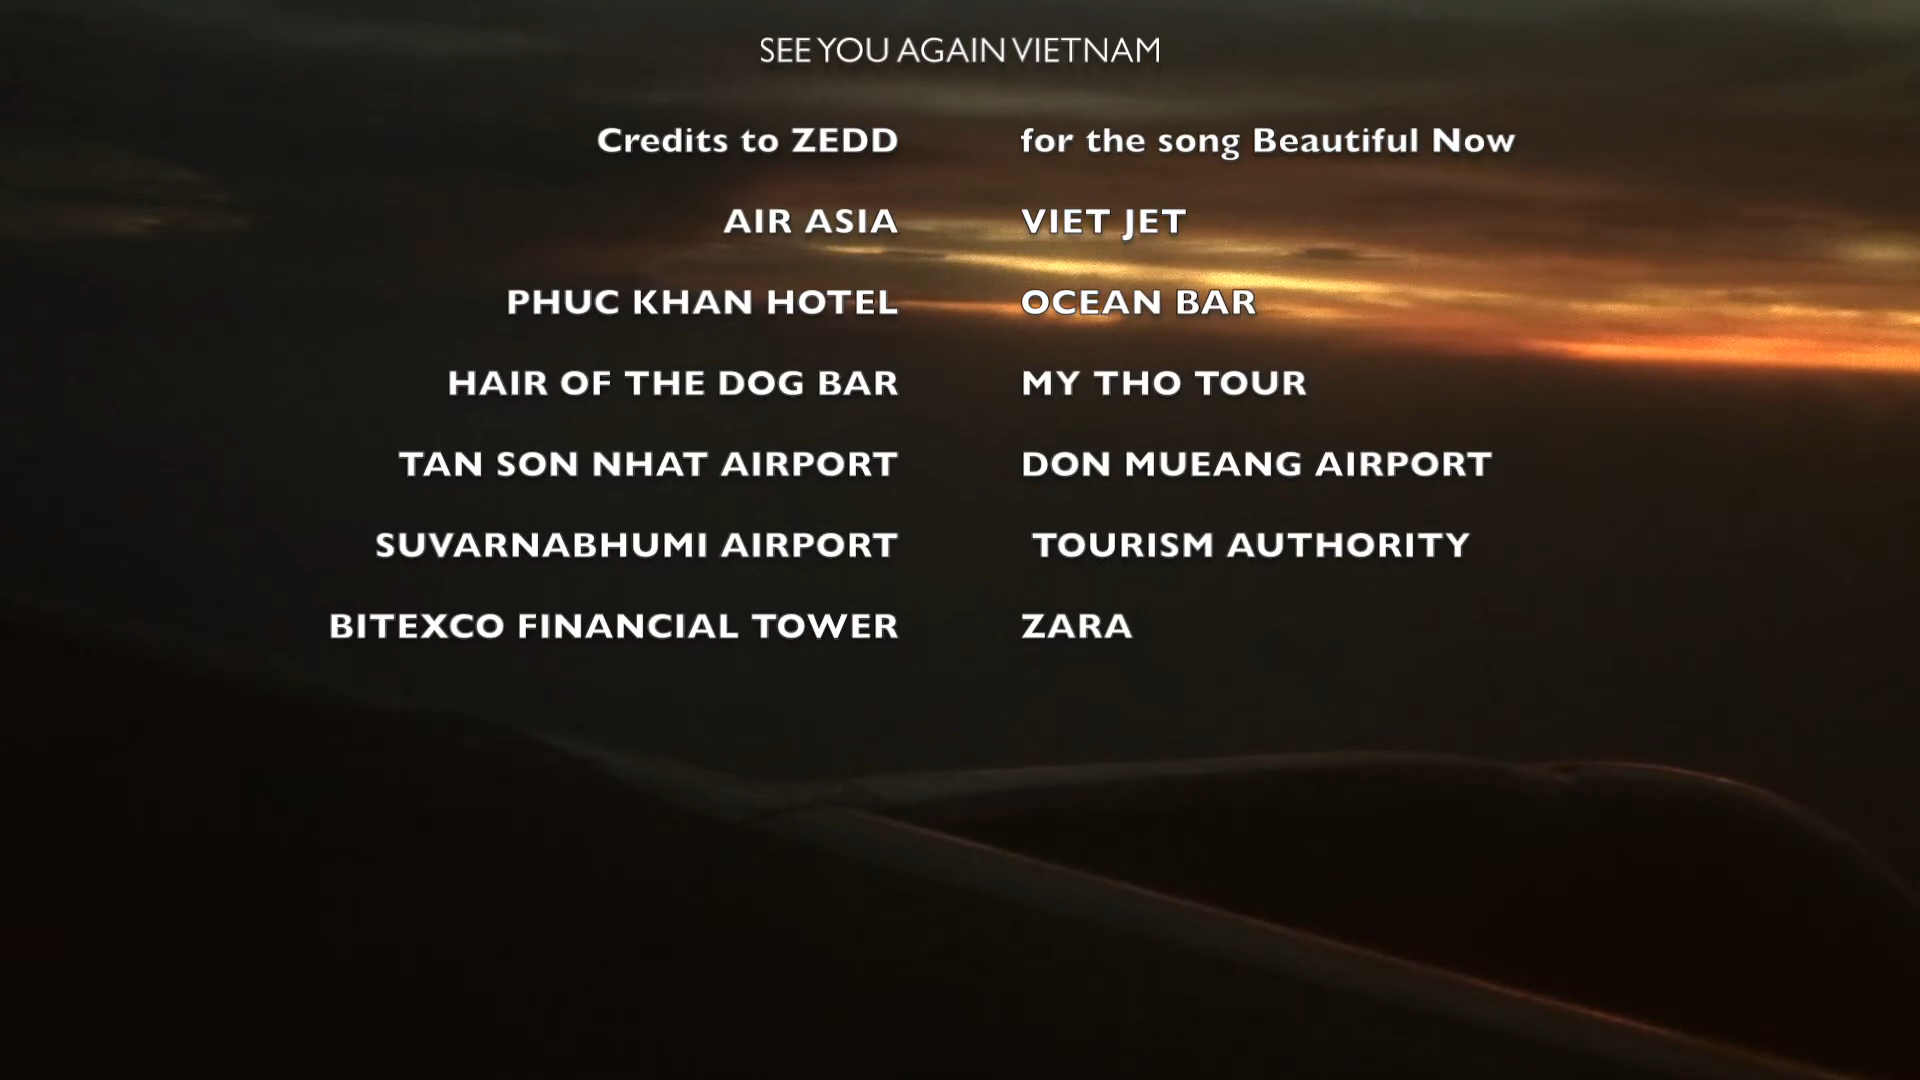 SEE YOU AGAIN VIETNAM
Credits to ZEDD for the song Beautiful Now
AIR ASIA VIET JET
PHUC KHAN HOTEL OCEAN BAR
HAIR OF THE DOG BAR MY THO TOUR
TAN SON NHAT AIRPORT DON MUEANG AIRPORT
SUVARNABHUMI AIRPORT TOURISM AUTHORITY
BITEXCO FINANCIAL TOWER ZARA